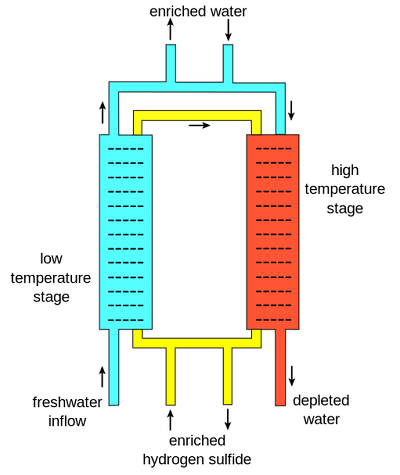 enriched water
high
temperature
stage
low
temperature
stage
freshwater
inflow
depleted
water
enriched
hydrogen sulfide